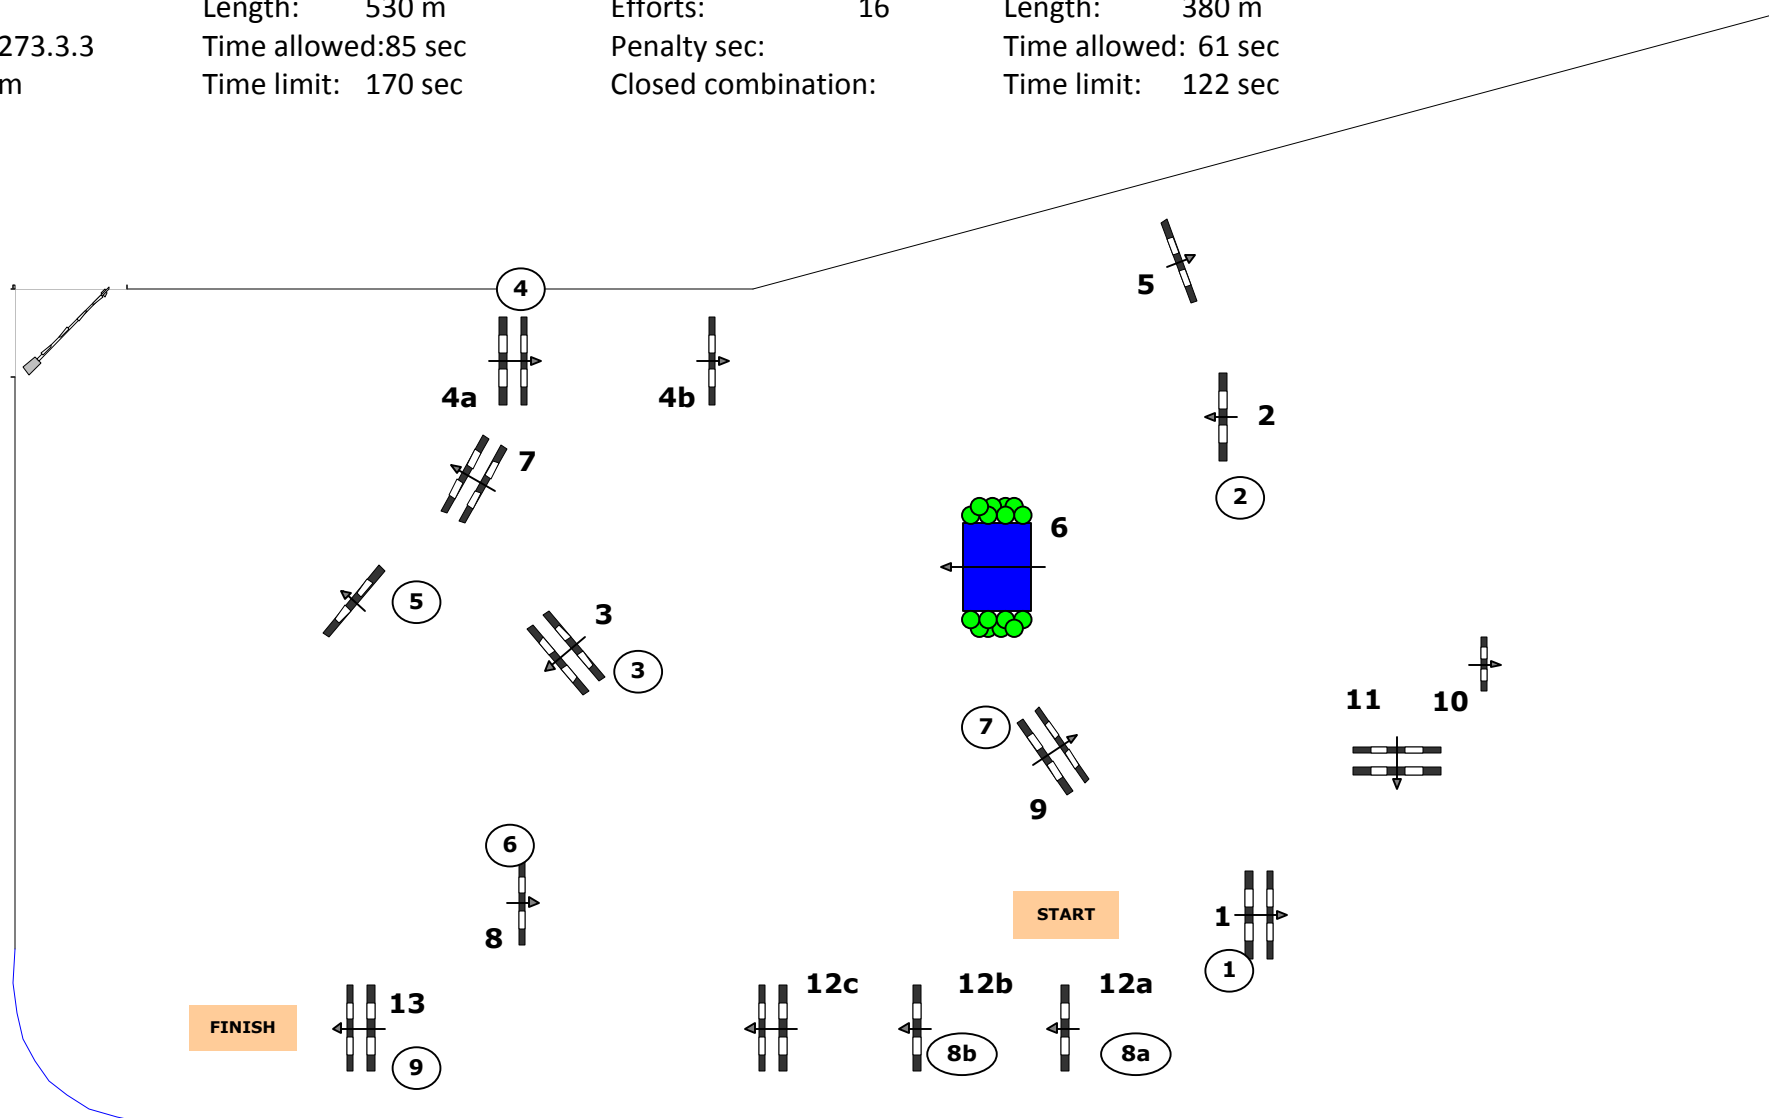 Length: 530 m Efforts: 16 Length: 380 m
273.3.3 Time allowed:85 sec Penalty sec: Time allowed: 61 sec
m Time limit: 170 sec Closed combination: Time limit: 122 sec
5
4
4a 4b
2
7
2
6
5
3
3
11 10
7
9
6
START
1
8
1
12c 12b 12a
13
FINISH
8b 8a
9